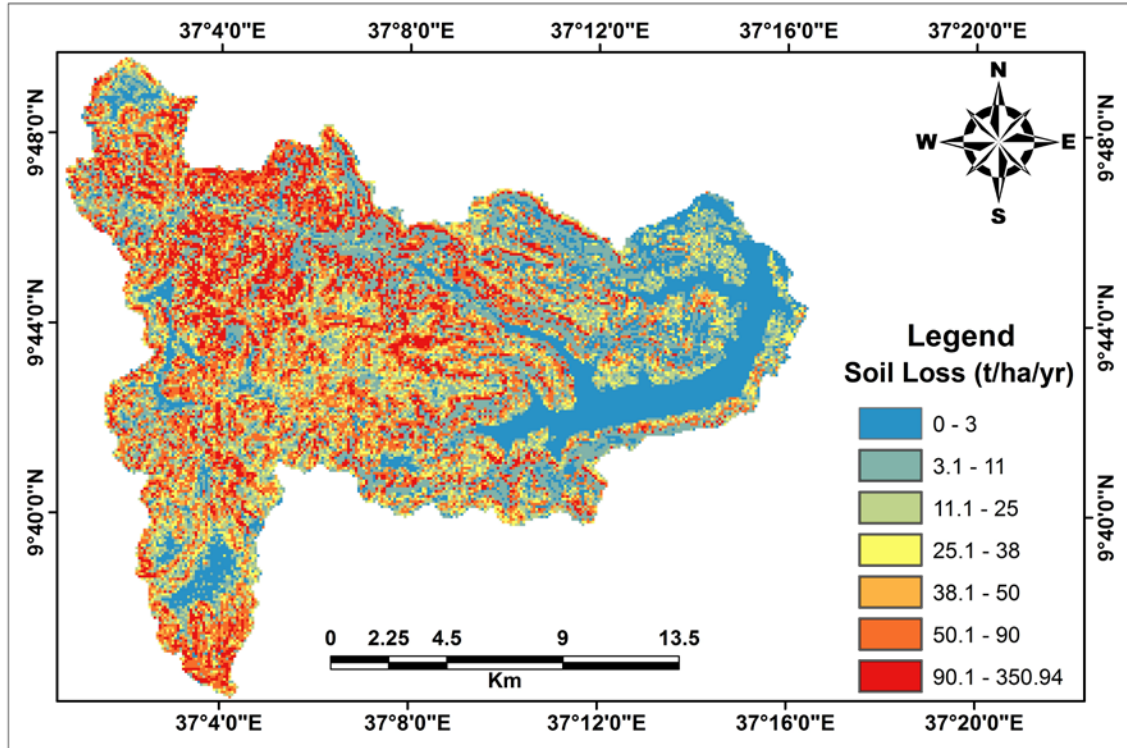 37°4'0"E 37°8'0"E 37°12'0"E 37°16'0"E 37°20'0"E
N
W E
S
9°48'0"N 9°48'0"N
9°44'0"N 9°44'0"N
9°40'0"N 9°40'0"N
Legend
Soil Loss (t/ha/yr)
0 - 3
3.1 - 11
11.1 - 25
25.1 - 38
38.1 - 50
50.1 - 90
90.1 - 350.94
0 2.25 4.5 9 13.5
Km
37°4'0"E 37°8'0"E 37°12'0"E 37°16'0"E 37°20'0"E